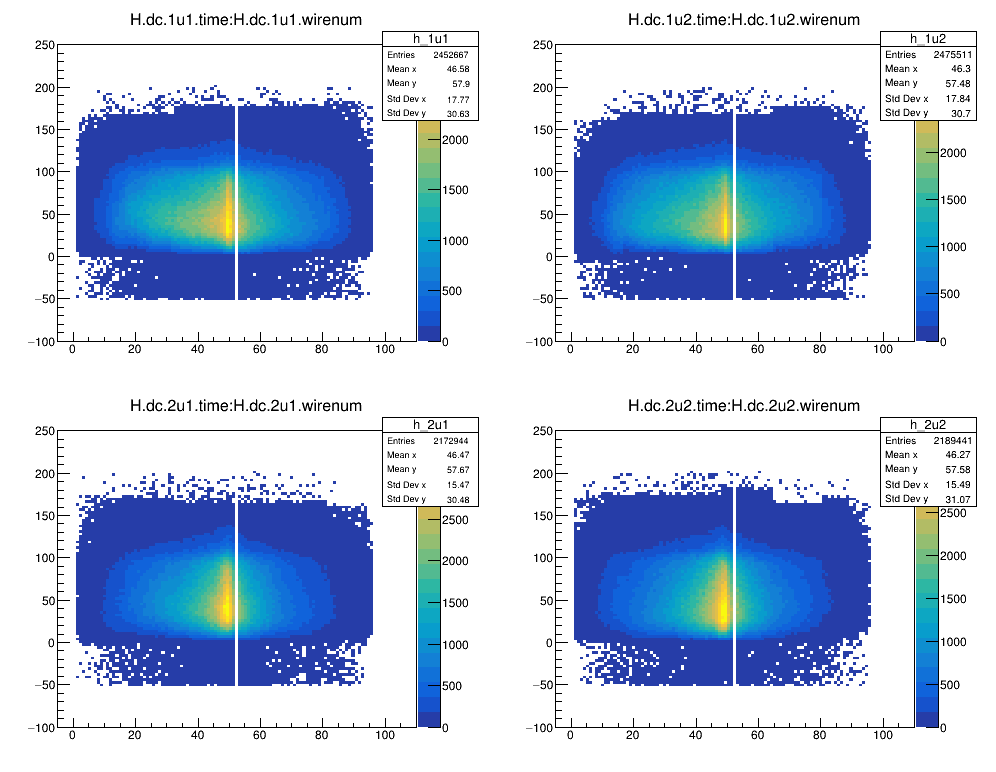 H.dc.1u1.time:H.dc.1u1.wirenum
h_1u1
Entries 2452667
Mean x 46.58
Mean y 57.9
Std Dev x 17.77
Std Dev y 30.63
250
200
150
100
50
0
−50
−100
0 20 40 60 80 100
2000
1500
1000
500
0
H.dc.1u2.time:H.dc.1u2.wirenum
h_1u2
Entries 2475511
Mean x 46.3
Mean y 57.48
Std Dev x 17.84
Std Dev y 30.7
250
200
150
100
50
0
−50
−100
0 20 40 60 80 100
2000
1500
1000
500
0
H.dc.2u1.time:H.dc.2u1.wirenum
h_2u1
Entries 2172944
Mean x 46.47
Mean y 57.67
Std Dev x 15.47
Std Dev y 30.48
250
200
150
100
50
0
−50
−100
0 20 40 60 80 100
2500
2000
1500
1000
500
0
H.dc.2u2.time:H.dc.2u2.wirenum
h_2u2
Entries 2189441
Mean x 46.27
Mean y 57.58
Std Dev x 15.49
Std Dev y 31.07
250
200
150
100
50
0
−50
−100
0 20 40 60 80 100
2500
2000
1500
1000
500
0